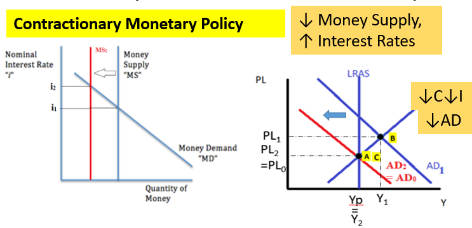 Contractionary Monetary Policy
↓ Money Supply,
↑ Interest Rates
Nominal
Interest Rate
"i"
MS₂
Money
Supply
"MS"
i₂
i₁
Money Demand
"MD"
Quantity of
Money
PL
LRAS
↓C↓I
↓AD
PL₁
PL₂
=PL₀
B
A C
AD₂
= AD₀
AD₁
Yp
=
Y₂
Y₁
Y